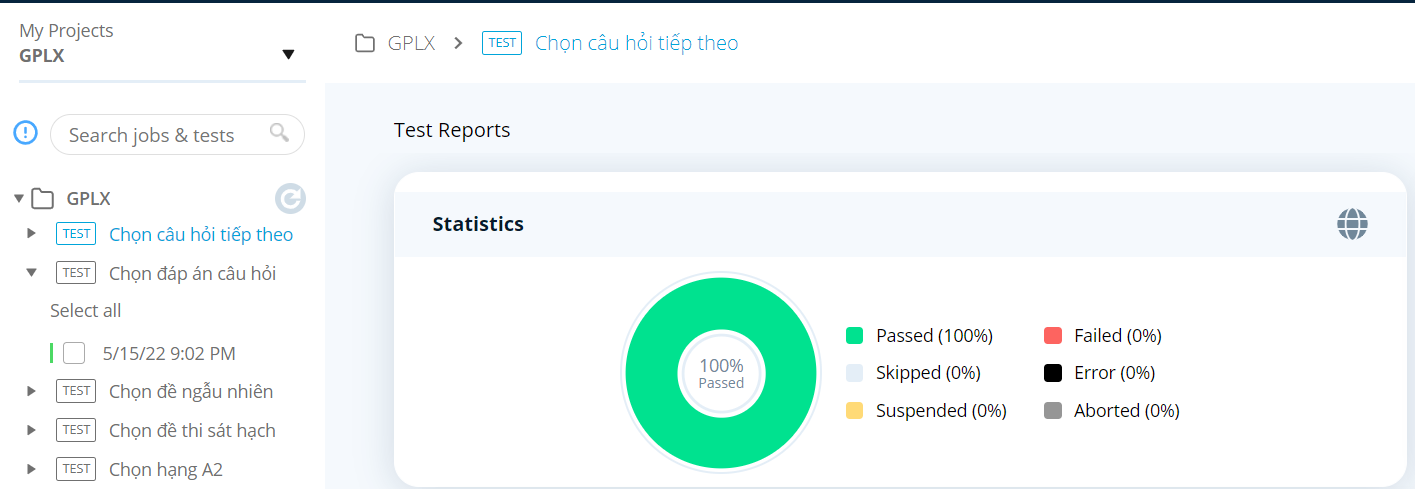 My Projects
GPLX
Search jobs & tests
GPLX
TEST Chọn câu hỏi tiếp theo
TEST Chọn đáp án câu hỏi
Select all
5/15/22 9:02 PM
TEST Chọn đề ngẫu nhiên
TEST Chọn đề thi sát hạch
TEST Chọn hạng A2
GPLX > TEST Chọn câu hỏi tiếp theo
Test Reports
Statistics
100%
Passed
Passed (100%) Failed (0%)
Skipped (0%) Error (0%)
Suspended (0%) Aborted (0%)